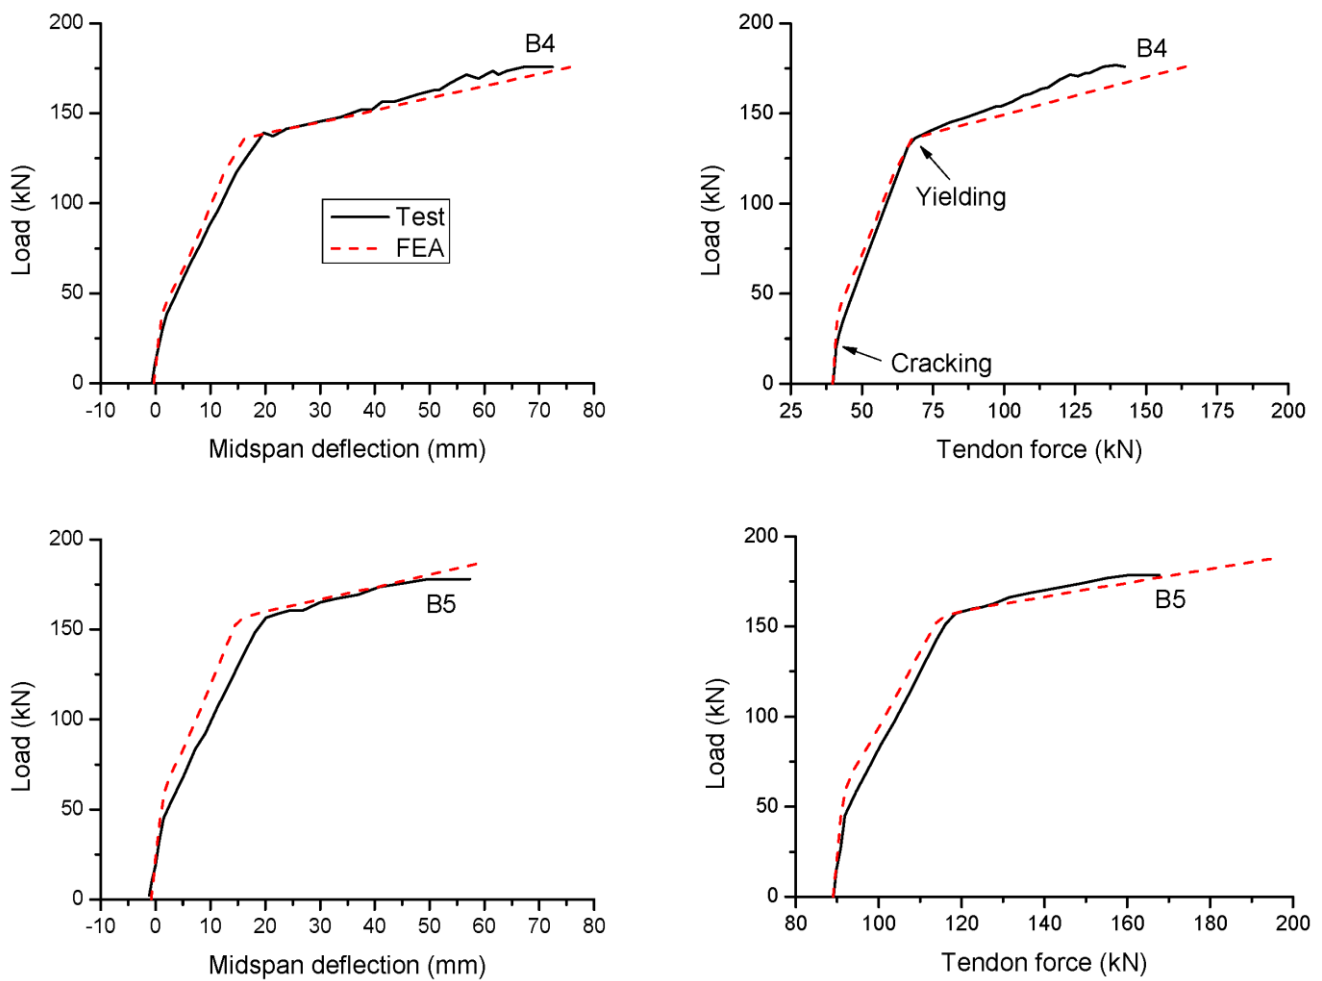 200
150
100
50
0
Load (kN)
B4
Test
FEA
-10 0 10 20 30 40 50 60 70 80
Midspan deflection (mm)
200
150
100
50
0
Load (kN)
B4
Yielding
Cracking
25 50 75 100 125 150 175 200
Tendon force (kN)
200
150
100
50
0
Load (kN)
B5
-10 0 10 20 30 40 50 60 70 80
Midspan deflection (mm)
200
150
100
50
0
Load (kN)
B5
80 100 120 140 160 180 200
Tendon force (kN)